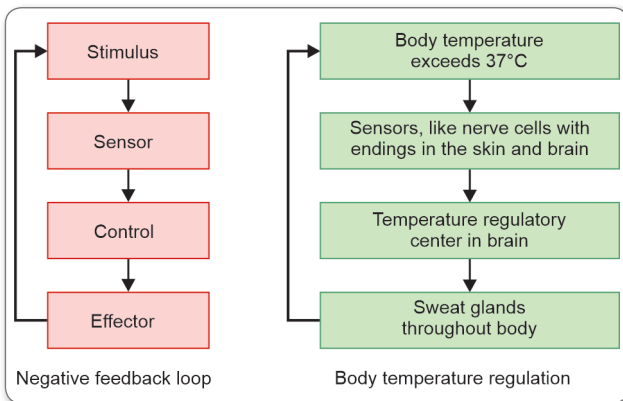 Stimulus
Sensor
Control
Effector
Negative feedback loop
Body temperature
exceeds 37°C
Sensors, like nerve cells with
endings in the skin and brain
Temperature regulatory
center in brain
Sweat glands
throughout body
Body temperature regulation